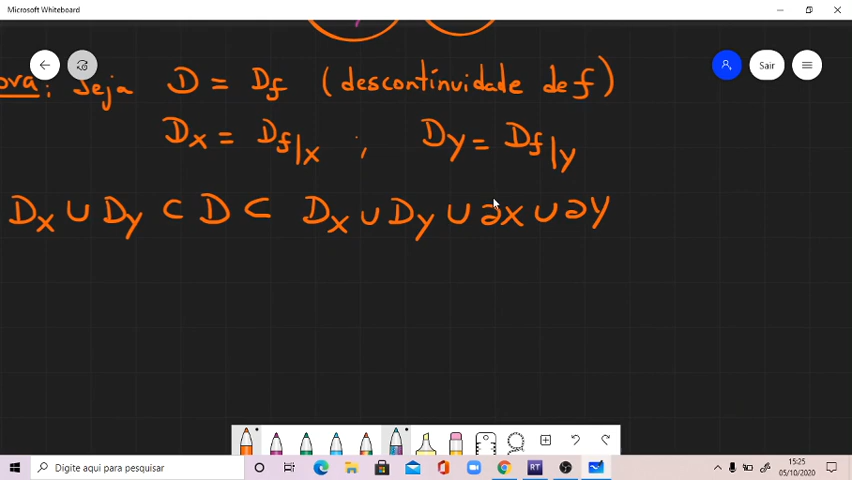 Microsoft Whiteboard
ova: Seja D = Df (descontinuidade de f)
Sair
Dx = Df|x ; Dy = Df|y
Dx ∪ Dy ⊂ D ⊂ Dx ∪ Dy ∪ ∂x ∪ ∂y
Digite aqui para pesquisar
RT
15:25
05/10/2020